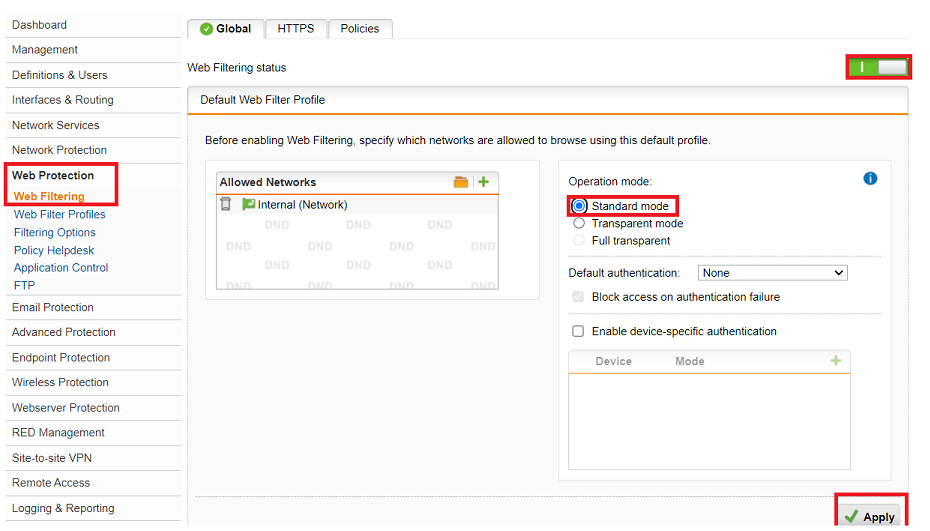 Dashboard
Management
Definitions & Users
Interfaces & Routing
Network Services
Network Protection
Web Protection
Web Filtering
Web Filter Profiles
Filtering Options
Policy Helpdesk
Application Control
FTP
Email Protection
Advanced Protection
Endpoint Protection
Wireless Protection
Webserver Protection
RED Management
Site-to-site VPN
Remote Access
Logging & Reporting
Global HTTPS Policies
Web Filtering status
Default Web Filter Profile
Before enabling Web Filtering, specify which networks are allowed to browse using this default profile.
Allowed Networks
Internal (Network)
DND DND DND
DND DND DND DND
DND DND DND
DND DND DND DND
Operation mode:
Standard mode
Transparent mode
Full transparent
Default authentication: None
Block access on authentication failure
Enable device-specific authentication
Device Mode
Apply